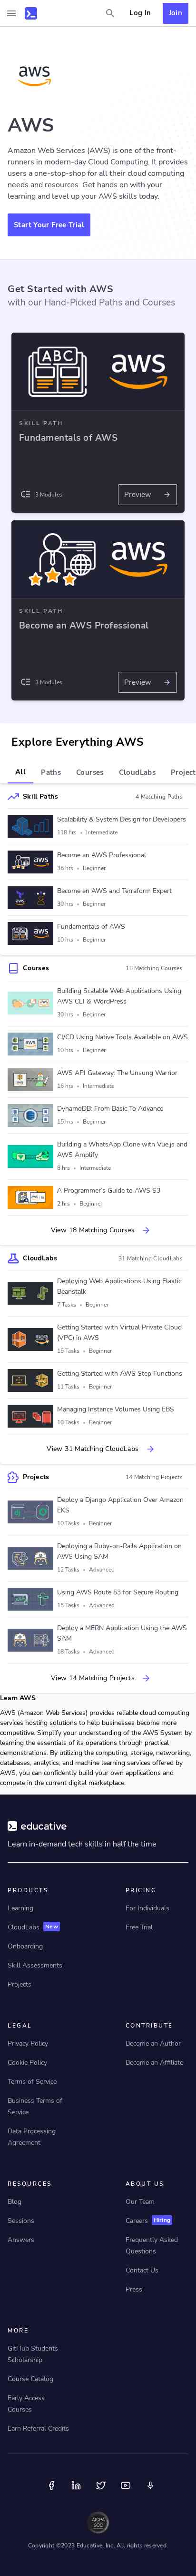 Log In
Join
aws
AWS
Amazon Web Services (AWS) is one of the front-
runners in modern-day Cloud Computing. It provides
users a one-stop-shop for all their cloud computing
needs and resources. Get hands on with your
learning and level up your AWS skills today.
Start Your Free Trial
Get Started with AWS
with our Hand-Picked Paths and Courses
ABC
aws
SKILL PATH
Fundamentals of AWS
3 Modules
Preview
aws
SKILL PATH
Become an AWS Professional
3 Modules
Preview
Explore Everything AWS
All
Paths
Courses
CloudLabs
Project
Skill Paths
4 Matching Paths
Scalability & System Design for Developers
118 hrs • Intermediate
Become an AWS Professional
36 hrs • Beginner
Become an AWS and Terraform Expert
30 hrs • Beginner
Fundamentals of AWS
10 hrs • Beginner
Courses
18 Matching Courses
Building Scalable Web Applications Using
AWS CLI & WordPress
30 hrs • Beginner
CI/CD Using Native Tools Available on AWS
10 hrs • Beginner
AWS API Gateway: The Unsung Warrior
16 hrs • Intermediate
DynamoDB: From Basic To Advance
15 hrs • Beginner
Building a WhatsApp Clone with Vue.js and
AWS Amplify
8 hrs • Intermediate
A Programmer's Guide to AWS S3
2 hrs • Beginner
View 18 Matching Courses
CloudLabs
31 Matching CloudLabs
Deploying Web Applications Using Elastic
Beanstalk
7 Tasks • Beginner
Getting Started with Virtual Private Cloud
(VPC) in AWS
15 Tasks • Beginner
Getting Started with AWS Step Functions
11 Tasks • Beginner
Managing Instance Volumes Using EBS
10 Tasks • Beginner
View 31 Matching CloudLabs
Projects
14 Matching Projects
Deploy a Django Application Over Amazon
EKS
10 Tasks • Beginner
Deploying a Ruby-on-Rails Application on
AWS Using SAM
12 Tasks • Advanced
Using AWS Route 53 for Secure Routing
15 Tasks • Advanced
Deploy a MERN Application Using the AWS
SAM
18 Tasks • Advanced
View 14 Matching Projects
Learn AWS
AWS (Amazon Web Services) provides reliable cloud computing
services hosting solutions to help businesses become more
competitive. Simplify your understanding of the AWS System by
learning the essentials of its operations through practical
demonstrations. By utilizing the computing, storage, networking,
databases, analytics, and machine learning services offered by
AWS, you can confidently build your own applications and
compete in the current digital marketplace.
educative
Learn in-demand tech skills in half the time
PRODUCTS
Learning
CloudLabs New
Onboarding
Skill Assessments
Projects
PRICING
For Individuals
Free Trial
LEGAL
Privacy Policy
Cookie Policy
Terms of Service
Business Terms of
Service
Data Processing
Agreement
CONTRIBUTE
Become an Author
Become an Affiliate
RESOURCES
Blog
Sessions
Answers
ABOUT US
Our Team
Careers Hiring
Frequently Asked
Questions
Contact Us
Press
MORE
GitHub Students
Scholarship
Course Catalog
Early Access
Courses
Earn Referral Credits
AICPA
SOC
Copyright ©2023 Educative, Inc. All rights reserved.